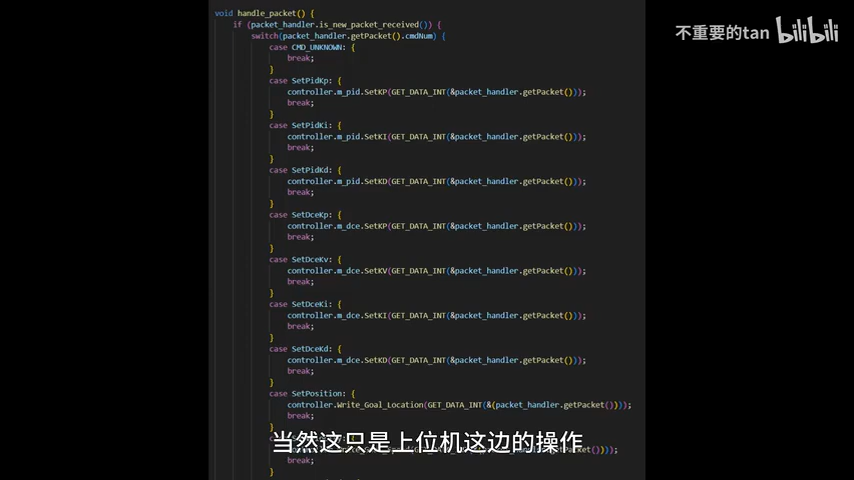 不重要的tan bilibili
void handle_packet() {
if (packet_handler.is_new_packet_received()) {
switch(packet_handler.getPacket().cmdNum) {
case CMD_UNKNOWN: {
break;
}
case SetPidKp: {
controller.m_pid.SetKP(GET_DATA_INT(&packet_handler.getPacket()));
break;
}
case SetPidKi: {
controller.m_pid.SetKI(GET_DATA_INT(&packet_handler.getPacket()));
break;
}
case SetPidKd: {
controller.m_pid.SetKD(GET_DATA_INT(&packet_handler.getPacket()));
break;
}
case SetDceKp: {
controller.m_dce.SetKP(GET_DATA_INT(&packet_handler.getPacket()));
break;
}
case SetDceKv: {
controller.m_dce.SetKV(GET_DATA_INT(&packet_handler.getPacket()));
break;
}
case SetDceKi: {
controller.m_dce.SetKI(GET_DATA_INT(&packet_handler.getPacket()));
break;
}
case SetDceKd: {
controller.m_dce.SetKD(GET_DATA_INT(&packet_handler.getPacket()));
break;
}
case SetPosition: {
controller.Write_Goal_Location(GET_DATA_INT(&(packet_handler.getPacket())));
break;
}
当然这只是上位机这边的操作
break;
}